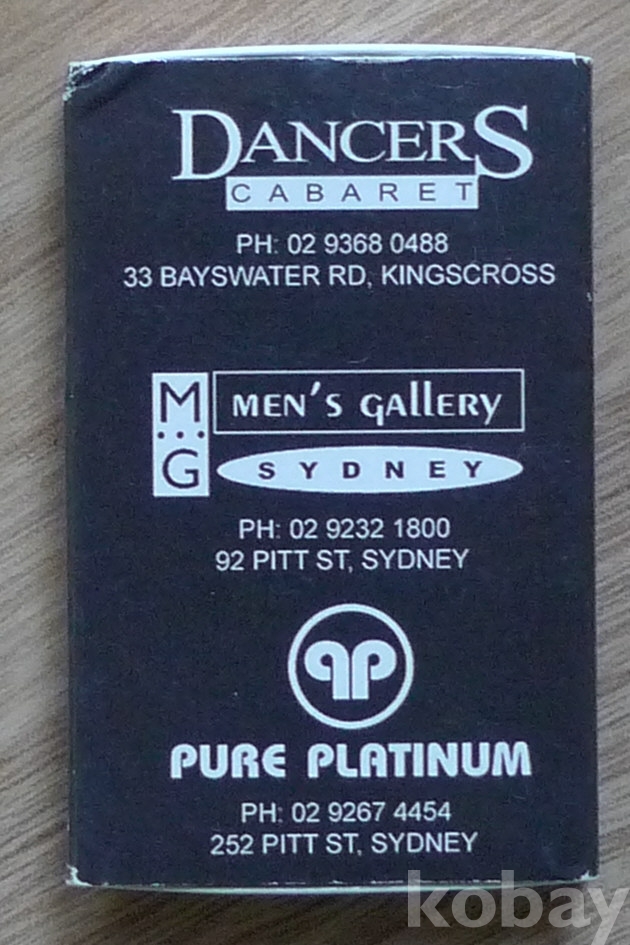 DANCERS
CABARET
PH: 02 9368 0488
33 BAYSWATER RD, KINGSCROSS
M
...
G
MEN'S GALLERY
SYDNEY
PH: 02 9232 1800
92 PITT ST, SYDNEY
qp
PURE PLATINUM
PH: 02 9267 4454
252 PITT ST, SYDNEY
kobay